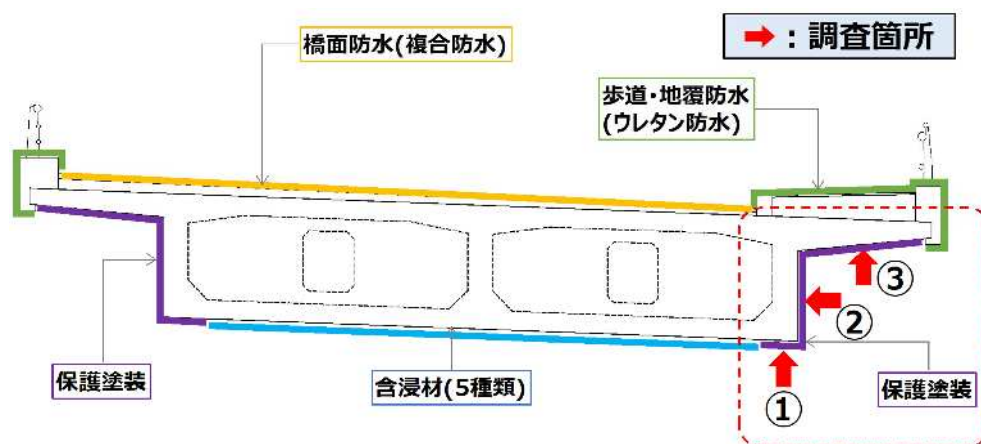 橋面防水(複合防水)
➡：調査箇所
歩道・地覆防水
(ウレタン防水)
③
②
①
保護塗装
含浸材(5種類)
保護塗装